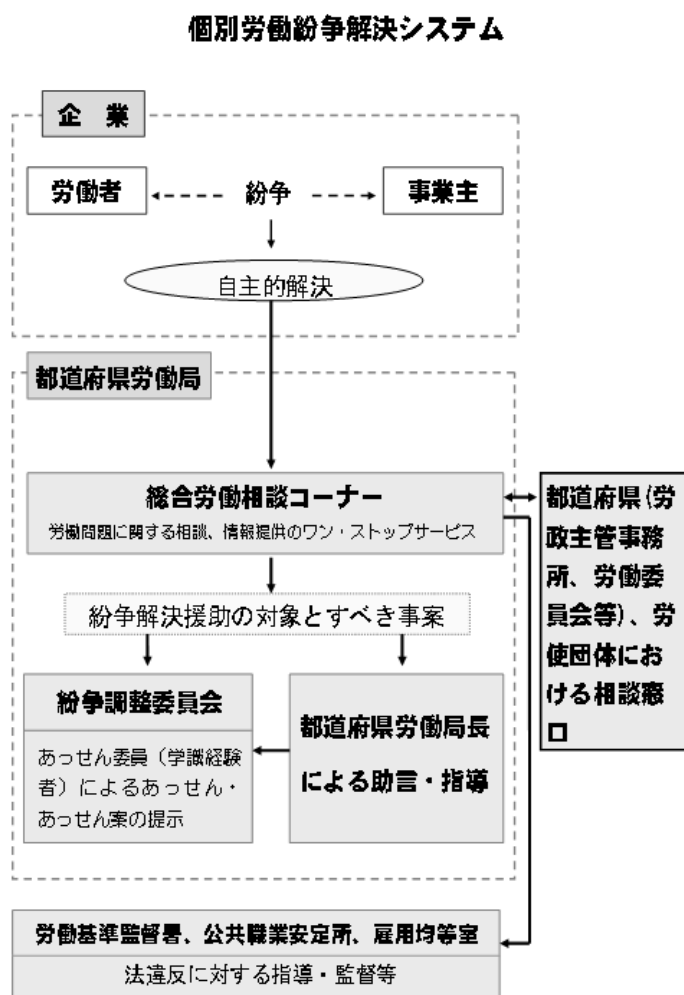 個別労働紛争解決システム
企　業
労働者
紛争
事業主
自主的解決
都道府県労働局
総合労働相談コーナー
労働問題に関する相談、情報提供のワン・ストップサービス
都道府県(労
政主管事務
所、労働委
員会等)、労
使団体にお
ける相談窓
口
紛争解決援助の対象とすべき事案
紛争調整委員会
あっせん委員（学識経験
者）によるあっせん・
あっせん案の提示
都道府県労働局長
による助言・指導
労働基準監督署、公共職業安定所、雇用均等室
法違反に対する指導・監督等